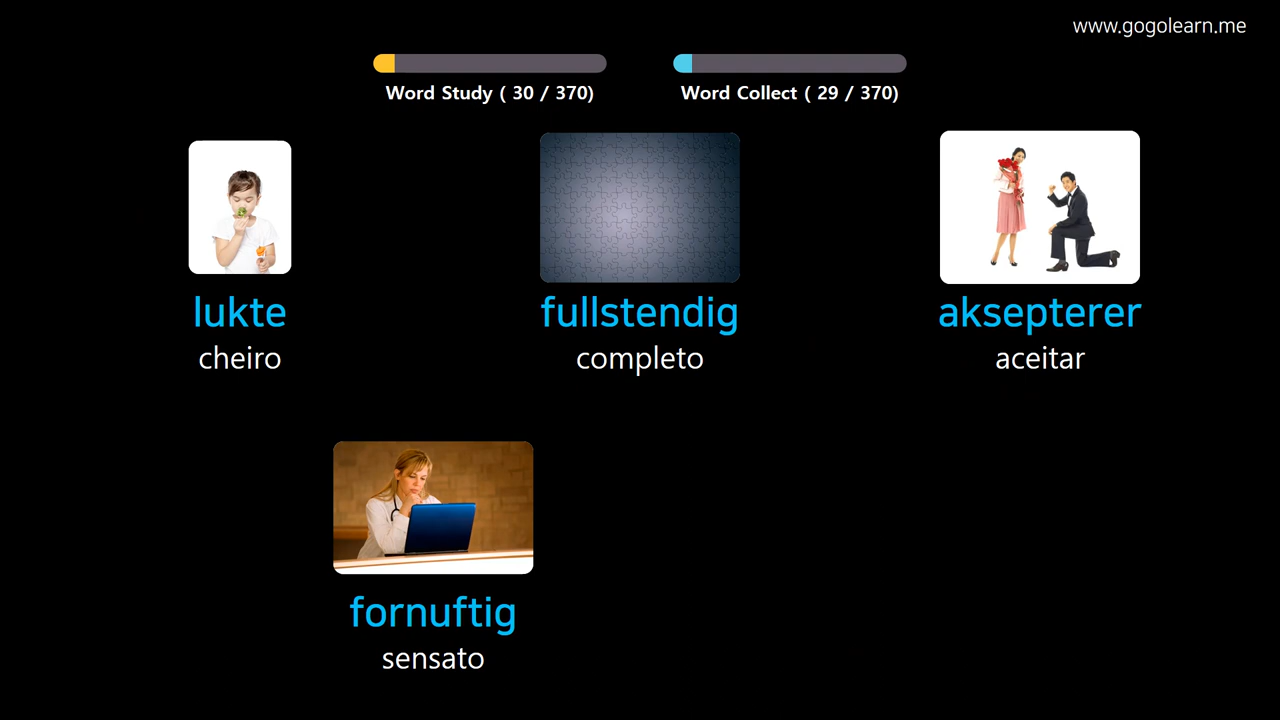 www.gogolearn.me
Word Study ( 30 / 370)
Word Collect ( 29 / 370)
lukte
cheiro
fullstendig
completo
aksepterer
aceitar
fornuftig
sensato